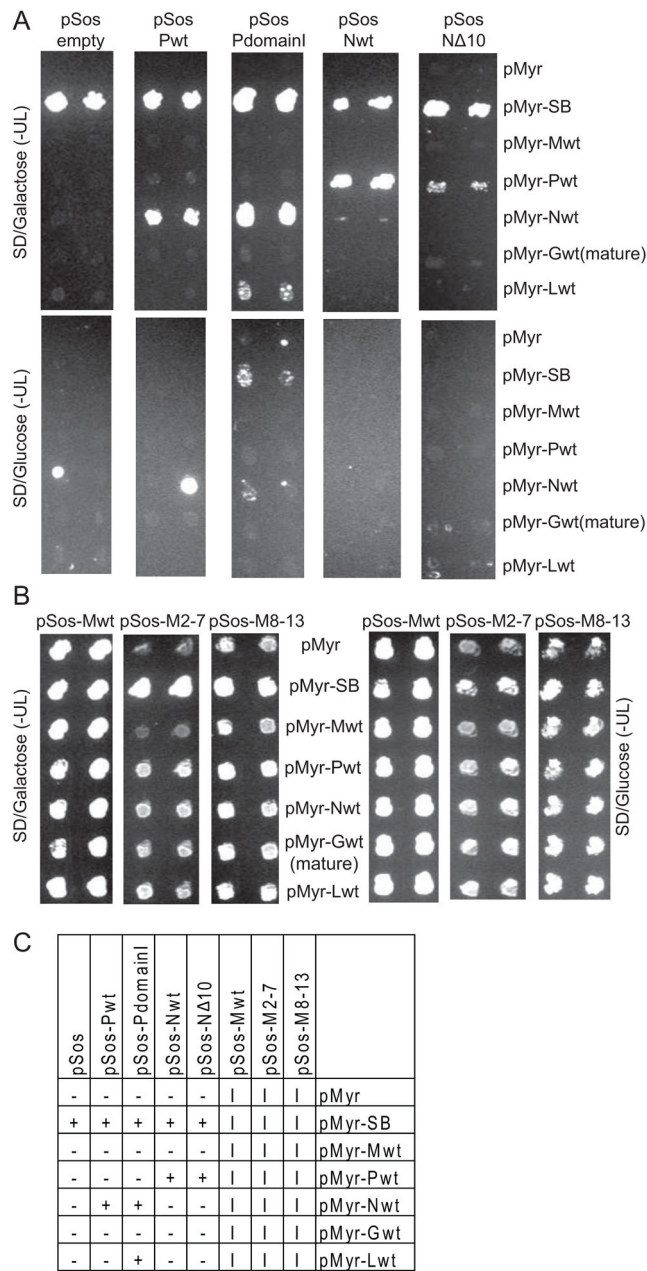 A
pSos empty
pSos Pwt
pSos PdomainI
pSos Nwt
pSos NΔ10
SD/Galactose (-UL)
pMyr
pMyr-SB
pMyr-Mwt
pMyr-Pwt
pMyr-Nwt
pMyr-Gwt(mature)
pMyr-Lwt
SD/Glucose (-UL)
pMyr
pMyr-SB
pMyr-Mwt
pMyr-Pwt
pMyr-Nwt
pMyr-Gwt(mature)
pMyr-Lwt
B
pSos-Mwt pSos-M2-7 pSos-M8-13 pSos-Mwt pSos-M2-7 pSos-M8-13
SD/Galactose (-UL)
pMyr
pMyr-SB
pMyr-Mwt
pMyr-Pwt
pMyr-Nwt
pMyr-Gwt
(mature)
pMyr-Lwt
SD/Glucose (-UL)
C
pSos pSos-Pwt pSos-PdomainI pSos-Nwt pSos-NΔ10 pSos-Mwt pSos-M2-7 pSos-M8-13
- - - - - I I I pMyr
+ + + + + I I I pMyr-SB
- - - - - I I I pMyr-Mwt
- - - + + I I I pMyr-Pwt
- + + - - I I I pMyr-Nwt
- - - - - I I I pMyr-Gwt
- - + - - I I I pMyr-Lwt